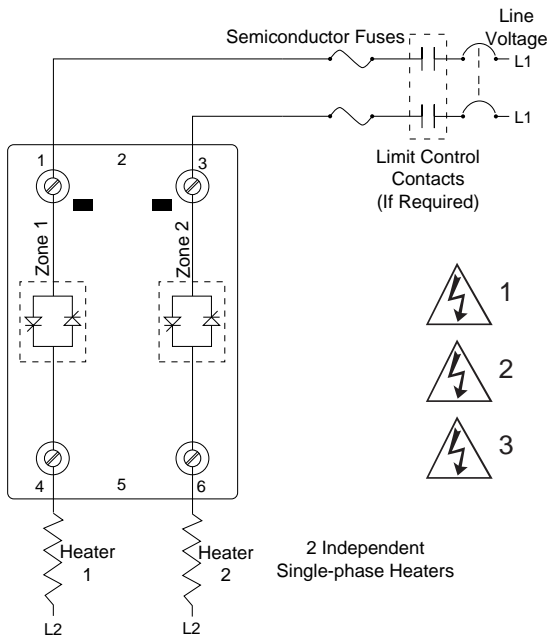 Line
Voltage
Semiconductor Fuses
L1
L1
Limit Control
Contacts
(If Required)
1
2
3
Zone 1
Zone 2
1
2
3
4
5
6
Heater
1
Heater
2
2 Independent
Single-phase Heaters
L2
L2